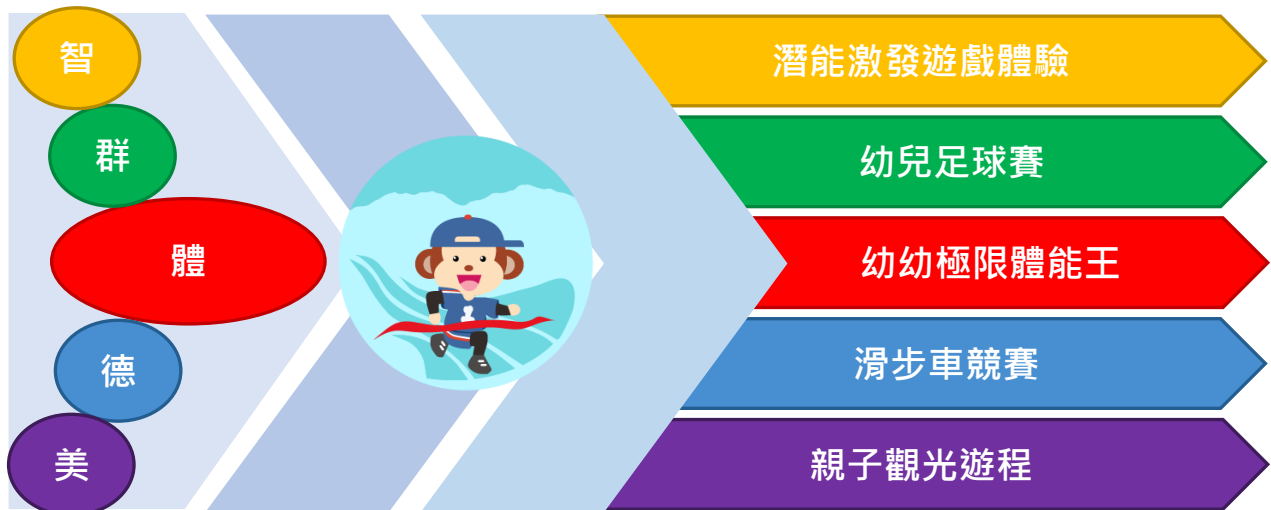 智
群
體
德
美
潛能激發遊戲體驗
幼兒足球賽
幼幼極限體能王
滑步車競賽
親子觀光遊程